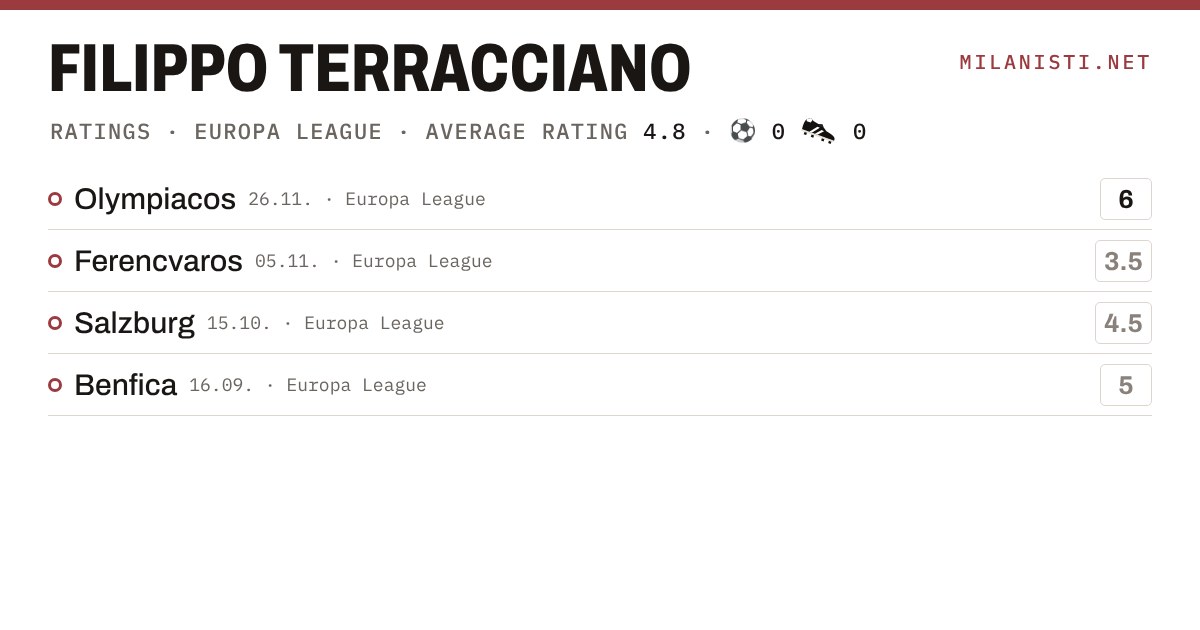 FILIPPO TERRACCIANO
MILANISTI.NET
RATINGS · EUROPA LEAGUE · AVERAGE RATING 4.8 · ⚽ 0 👟 0
Olympiacos 26.11. · Europa League 6
Ferencvaros 05.11. · Europa League 3.5
Salzburg 15.10. · Europa League 4.5
Benfica 16.09. · Europa League 5